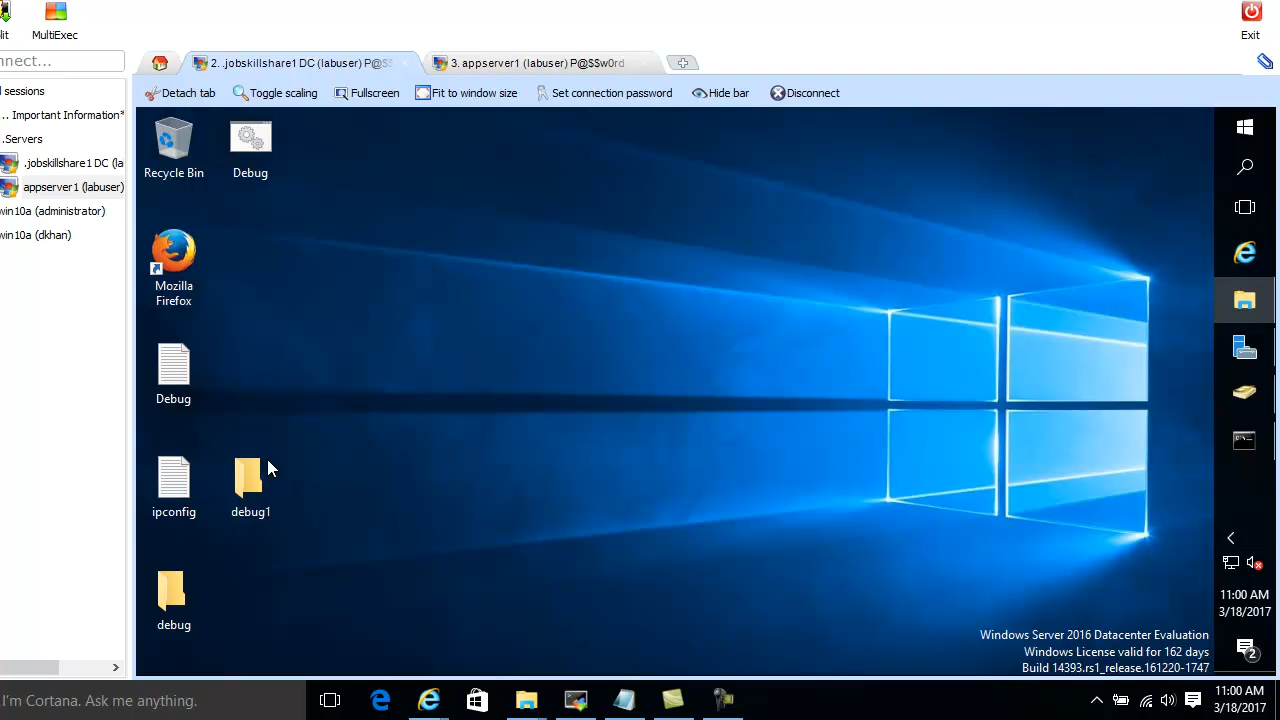 lit
MultiExec
Exit
nnect...
2. .jobskillshare1 DC (labuser) P@$$
3. appserver1 (labuser) P@$$w0rd
Detach tab
Toggle scaling
Fullscreen
Fit to window size
Set connection password
Hide bar
Disconnect
sessions
... Important Information*
..Servers
.jobskillshare1 DC (la
appserver1 (labuser)
win10a (administrator)
win10a (dkhan)
Recycle Bin
Debug
Mozilla
Firefox
Debug
ipconfig
debug1
debug
11:00 AM
3/18/2017
2
Windows Server 2016 Datacenter Evaluation
Windows License valid for 162 days
Build 14393.rs1_release.161220-1747
I'm Cortana. Ask me anything.
11:00 AM
3/18/2017